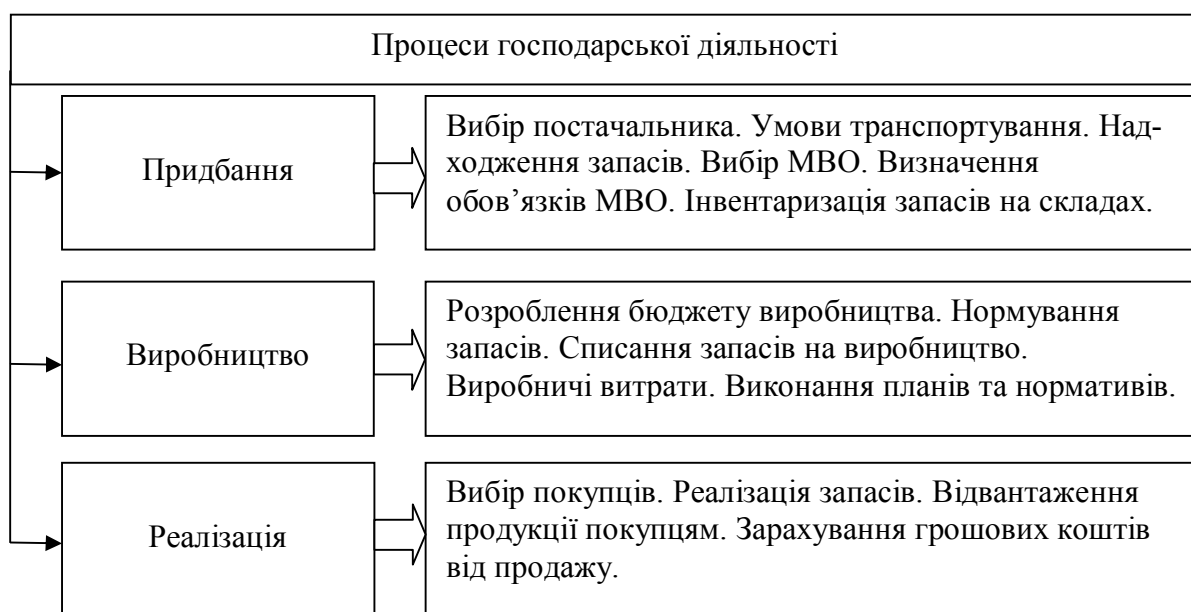 Процеси господарської діяльності
Придбання
Вибір постачальника. Умови транспортування. Над-
ходження запасів. Вибір МВО. Визначення
обов’язків МВО. Інвентаризація запасів на складах.
Виробництво
Розроблення бюджету виробництва. Нормування
запасів. Списання запасів на виробництво.
Виробничі витрати. Виконання планів та нормативів.
Реалізація
Вибір покупців. Реалізація запасів. Відвантаження
продукції покупцям. Зарахування грошових коштів
від продажу.